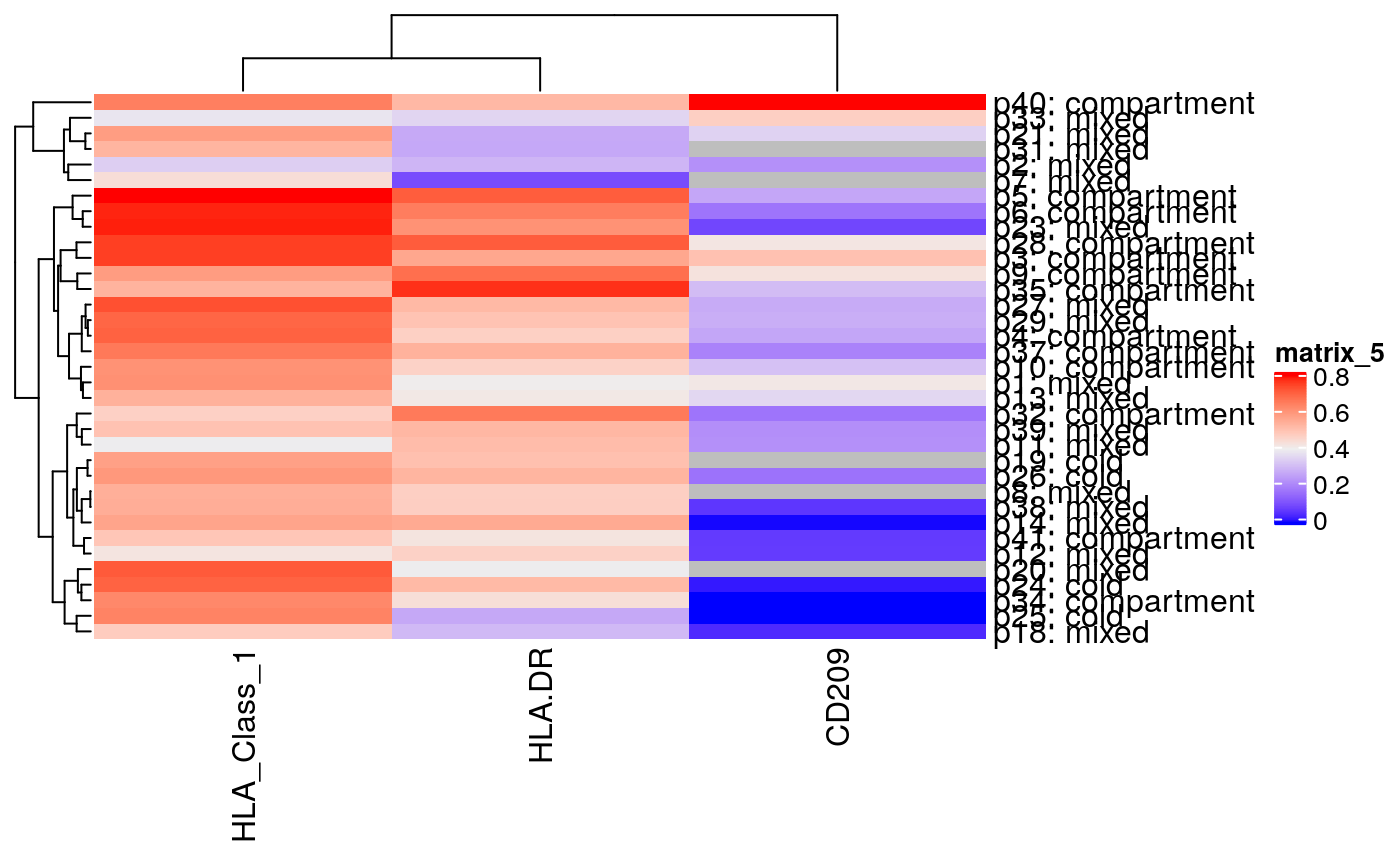 p40: compartment
p33: mixed
p21: mixed
p31: mixed
p2: mixed
p7: mixed
p5: compartment
p6: compartment
p23: mixed
p28: compartment
p3: compartment
p9: compartment
p35: compartment
p27: mixed
p29: mixed
p4: compartment
p37: compartment
p10: compartment
p1: mixed
p13: mixed
p32: compartment
p39: mixed
p11: mixed
p19: cold
p26: cold
p8: mixed
p38: mixed
p14: mixed
p41: compartment
p12: mixed
p20: mixed
p24: cold
p34: compartment
p25: cold
p18: mixed
matrix_5
0.8
0.6
0.4
0.2
0
HLA_Class_1
HLA.DR
CD209